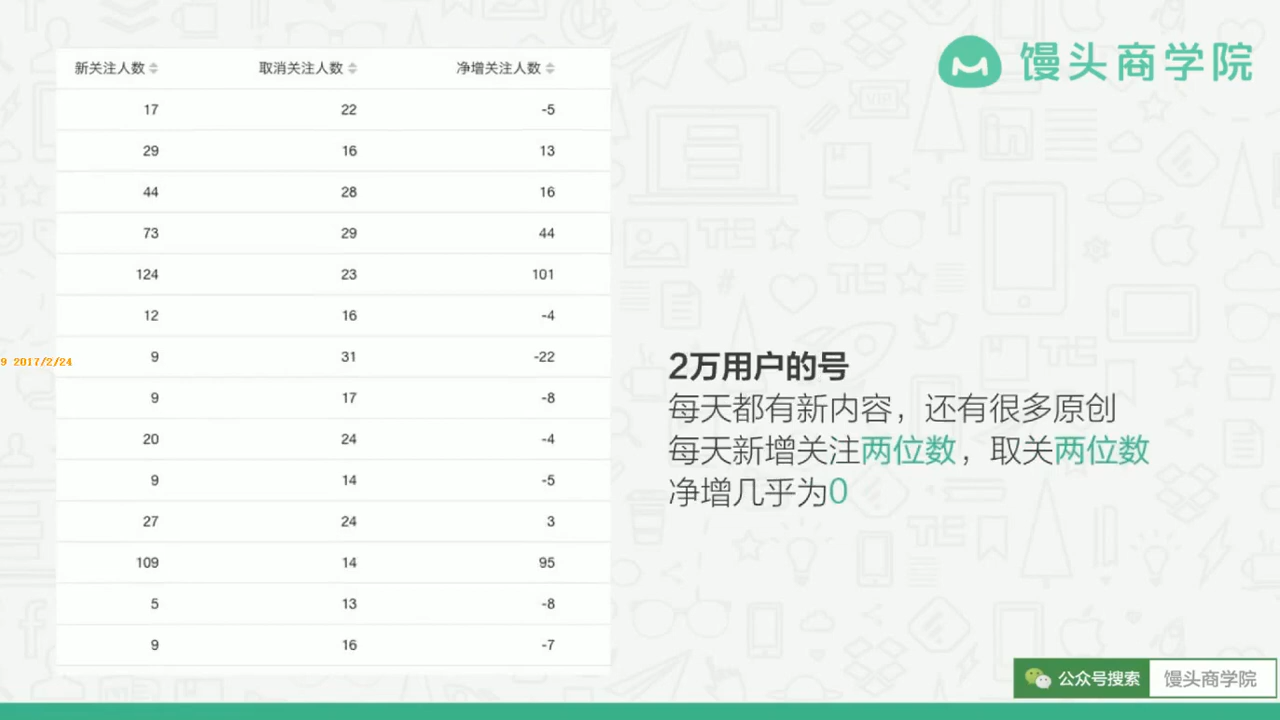 馒头商学院
新关注人数 取消关注人数 净增关注人数
17 22 -5
29 16 13
44 28 16
73 29 44
124 23 101
12 16 -4
9 31 -22
9 17 -8
20 24 -4
9 14 -5
27 24 3
109 14 95
5 13 -8
9 16 -7
9 2017/2/24
2万用户的号
每天都有新内容，还有很多原创
每天新增关注两位数，取关两位数
净增几乎为0
公众号搜索 馒头商学院